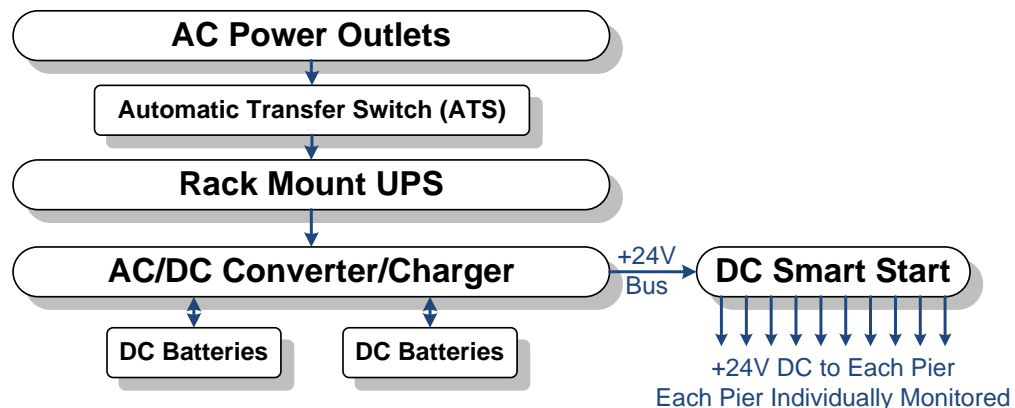 AC Power Outlets
Automatic Transfer Switch (ATS)
Rack Mount UPS
AC/DC Converter/Charger
+24V
Bus
DC Smart Start
DC Batteries
DC Batteries
+24V DC to Each Pier
Each Pier Individually Monitored